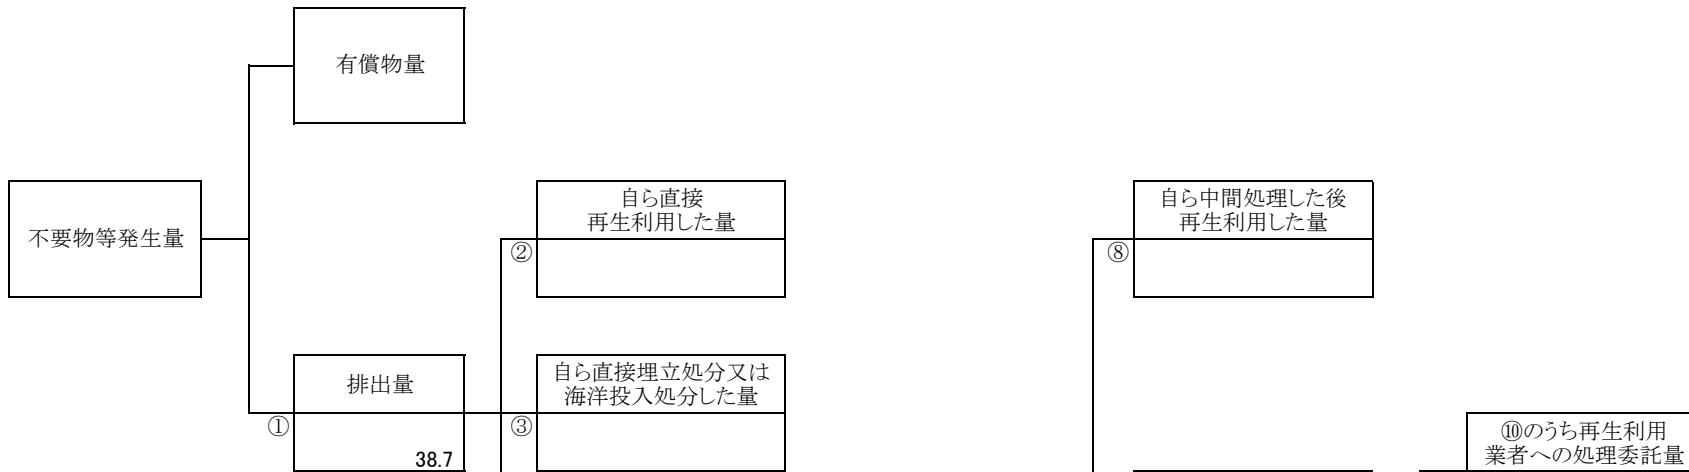 有償物量
不要物等発生量
自ら直接
再生利用した量
②
自ら中間処理した後
再生利用した量
⑧
排出量
①
38.7
自ら直接埋立処分又は
海洋投入処分した量
③
⑩のうち再生利用
業者への処理委託量